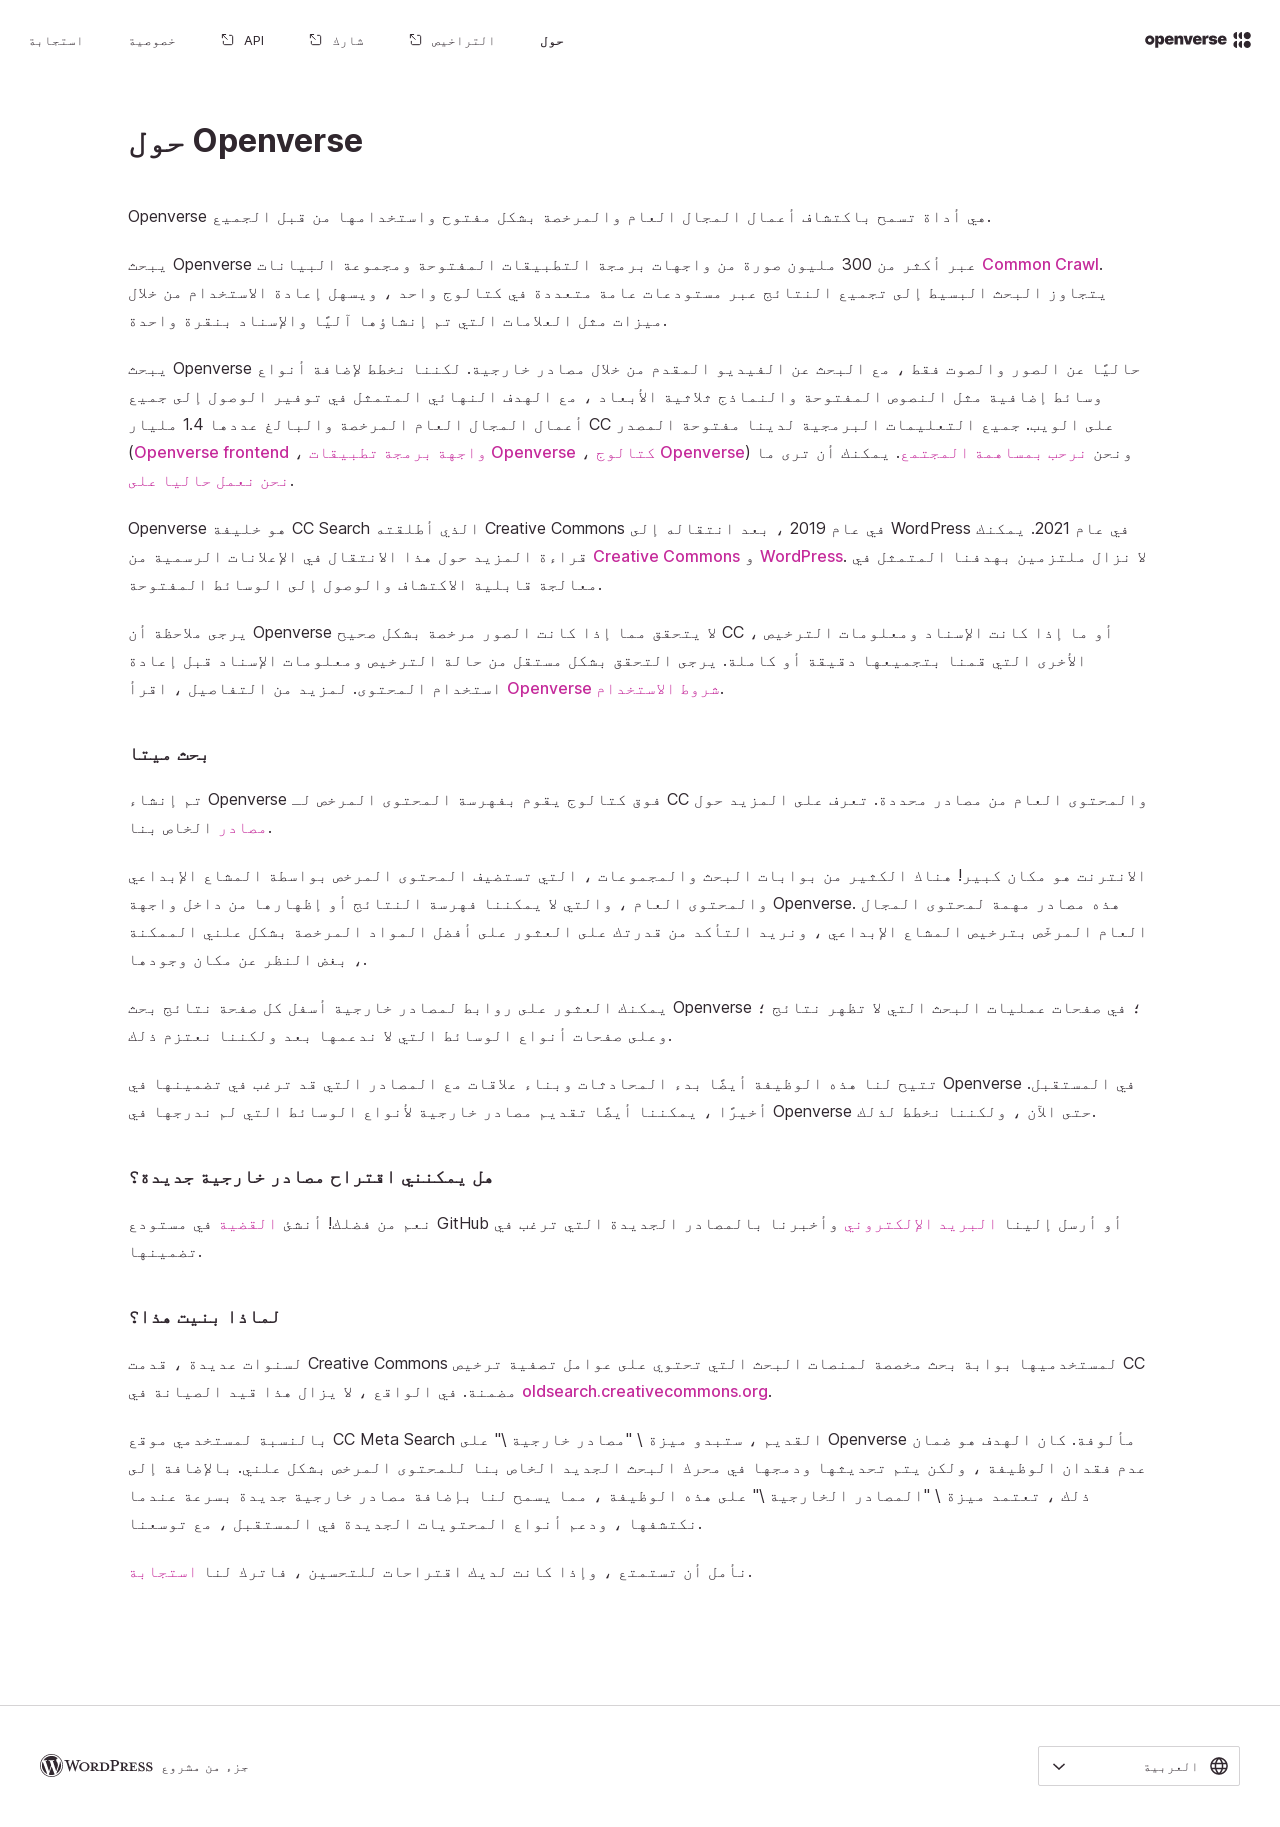 openverse
حول
التراخيص
شارك
API
خصوصية
استجابة
حول Openverse
Openverse هي أداة تسمح باكتشاف أعمال المجال العام والمرخصة بشكل مفتوح واستخدامها من قبل الجميع.
يبحث Openverse عبر أكثر من 300 مليون صورة من واجهات برمجة التطبيقات المفتوحة ومجموعة البيانات Common Crawl.
يتجاوز البحث البسيط إلى تجميع النتائج عبر مستودعات عامة متعددة في كتالوج واحد ، ويسهل إعادة الاستخدام من خلال
ميزات مثل العلامات التي تم إنشاؤها آليًا والإسناد بنقرة واحدة.
يبحث Openverse حاليًا عن الصور والصوت فقط ، مع البحث عن الفيديو المقدم من خلال مصادر خارجية. لكننا نخطط لإضافة أنواع
وسائط إضافية مثل النصوص المفتوحة والنماذج ثلاثية الأبعاد ، مع الهدف النهائي المتمثل في توفير الوصول إلى جميع
أعمال المجال العام المرخصة والبالغ عددها 1.4 مليار CC على الويب. جميع التعليمات البرمجية لدينا مفتوحة المصدر
(Openverse frontend ، واجهة برمجة تطبيقات Openverse ، كتالوج Openverse) ونحن نرحب بمساهمة المجتمع. يمكنك أن ترى ما
نحن نعمل حاليا على.
Openverse هو خليفة CC Search الذي أطلقته Creative Commons في عام 2019 ، بعد انتقاله إلى WordPress في عام 2021. يمكنك
قراءة المزيد حول هذا الانتقال في الإعلانات الرسمية من Creative Commons و WordPress. لا نزال ملتزمين بهدفنا المتمثل في
معالجة قابلية الاكتشاف والوصول إلى الوسائط المفتوحة.
يرجى ملاحظة أن Openverse لا يتحقق مما إذا كانت الصور مرخصة بشكل صحيح CC ، أو ما إذا كانت الإسناد ومعلومات الترخيص
الأخرى التي قمنا بتجميعها دقيقة أو كاملة. يرجى التحقق بشكل مستقل من حالة الترخيص ومعلومات الإسناد قبل إعادة
استخدام المحتوى. لمزيد من التفاصيل ، اقرأ Openverse شروط الاستخدام.
بحث ميتا
تم إنشاء Openverse فوق كتالوج يقوم بفهرسة المحتوى المرخص لـ CC والمحتوى العام من مصادر محددة. تعرف على المزيد حول
مصادر الخاص بنا.
الانترنت هو مكان كبير! هناك الكثير من بوابات البحث والمجموعات ، التي تستضيف المحتوى المرخص بواسطة المشاع الإبداعي
والمحتوى العام ، والتي لا يمكننا فهرسة النتائج أو إظهارها من داخل واجهة Openverse. هذه مصادر مهمة لمحتوى المجال
العام المرخّص بترخيص المشاع الإبداعي ، ونريد التأكد من قدرتك على العثور على أفضل المواد المرخصة بشكل علني الممكنة
، بغض النظر عن مكان وجودها.
يمكنك العثور على روابط لمصادر خارجية أسفل كل صفحة نتائج بحث Openverse ؛ في صفحات عمليات البحث التي لا تظهر نتائج ؛
وعلى صفحات أنواع الوسائط التي لا ندعمها بعد ولكننا نعتزم ذلك.
تتيح لنا هذه الوظيفة أيضًا بدء المحادثات وبناء علاقات مع المصادر التي قد ترغب في تضمينها في Openverse في المستقبل.
أخيرًا ، يمكننا أيضًا تقديم مصادر خارجية لأنواع الوسائط التي لم ندرجها في Openverse حتى الآن ، ولكننا نخطط لذلك.
هل يمكنني اقتراح مصادر خارجية جديدة؟
نعم من فضلك! أنشئ القضية في مستودع GitHub أو أرسل إلينا البريد الإلكتروني وأخبرنا بالمصادر الجديدة التي ترغب في
تضمينها.
لماذا بنيت هذا؟
لسنوات عديدة ، قدمت Creative Commons لمستخدميها بوابة بحث مخصصة لمنصات البحث التي تحتوي على عوامل تصفية ترخيص CC
مضمنة. في الواقع ، لا يزال هذا قيد الصيانة في oldsearch.creativecommons.org.
بالنسبة لمستخدمي موقع CC Meta Search القديم ، ستبدو ميزة \ "مصادر خارجية \" على Openverse مألوفة. كان الهدف هو ضمان
عدم فقدان الوظيفة ، ولكن يتم تحديثها ودمجها في محرك البحث الجديد الخاص بنا للمحتوى المرخص بشكل علني. بالإضافة إلى
ذلك ، تعتمد ميزة \ "المصادر الخارجية \" على هذه الوظيفة ، مما يسمح لنا بإضافة مصادر خارجية جديدة بسرعة عندما
نكتشفها ، ودعم أنواع المحتويات الجديدة في المستقبل ، مع توسعنا.
نأمل أن تستمتع ، وإذا كانت لديك اقتراحات للتحسين ، فاترك لنا استجابة.
العربية
جزء من مشروع WordPress